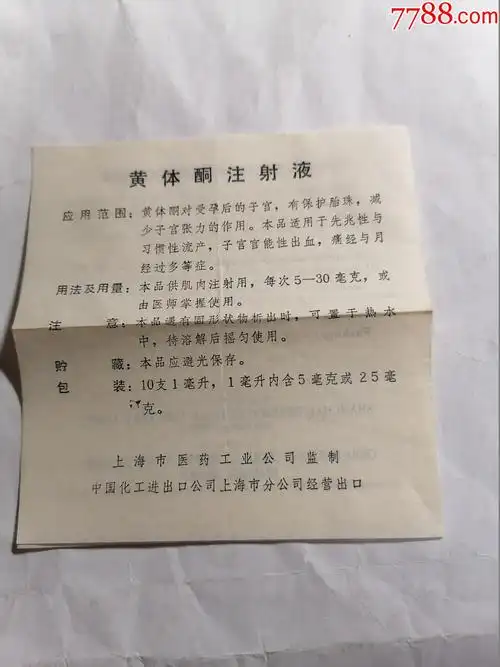 7788.com
黄体酮注射液
应用范围：黄体酮对受孕后的子宫，有保护胎珠，减
少子宫张力的作用。本品适用于先兆性与
习惯性流产，子宫官能性出血，痛经与月
经过多等症。
用法及用量：本品供肌肉注射用，每次5—30毫克，或
由医师掌握使用。
注意：本品遇有固形状物析出时，可置于热水
中，待溶解后摇匀使用。
贮藏：本品应避光保存。
包装：10支1毫升，1毫升内含5毫克或25毫
克。
上海市医药工业公司监制
中国化工进出口公司上海市分公司经营出口